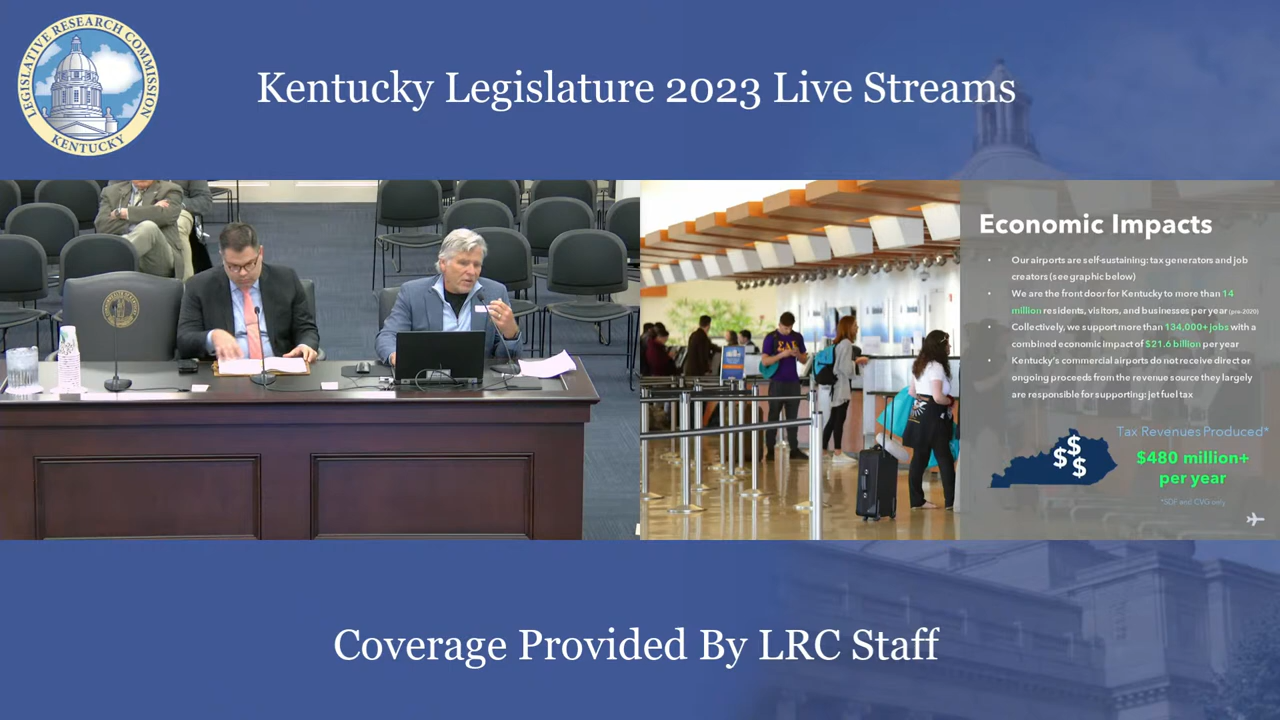 LEGISLATIVE RESEARCH COMMISSION
KENTUCKY
Kentucky Legislature 2023 Live Streams
Economic Impacts
• Our airports are self-sustaining: tax generators and job
creators (see graphic below)
• We are the front door for Kentucky to more than 14
million residents, visitors, and businesses per year (pre-2020)
• Collectively, we support more than 134,000+ jobs with a
combined economic impact of $21.6 billion per year
• Kentucky's commercial airports do not receive direct or
ongoing proceeds from the revenue source they largely
are responsible for supporting: jet fuel tax
Tax Revenues Produced*
$480 million+
per year
$
$
$
*SDF and CVG only
ΣΑΕ
Coverage Provided By LRC Staff